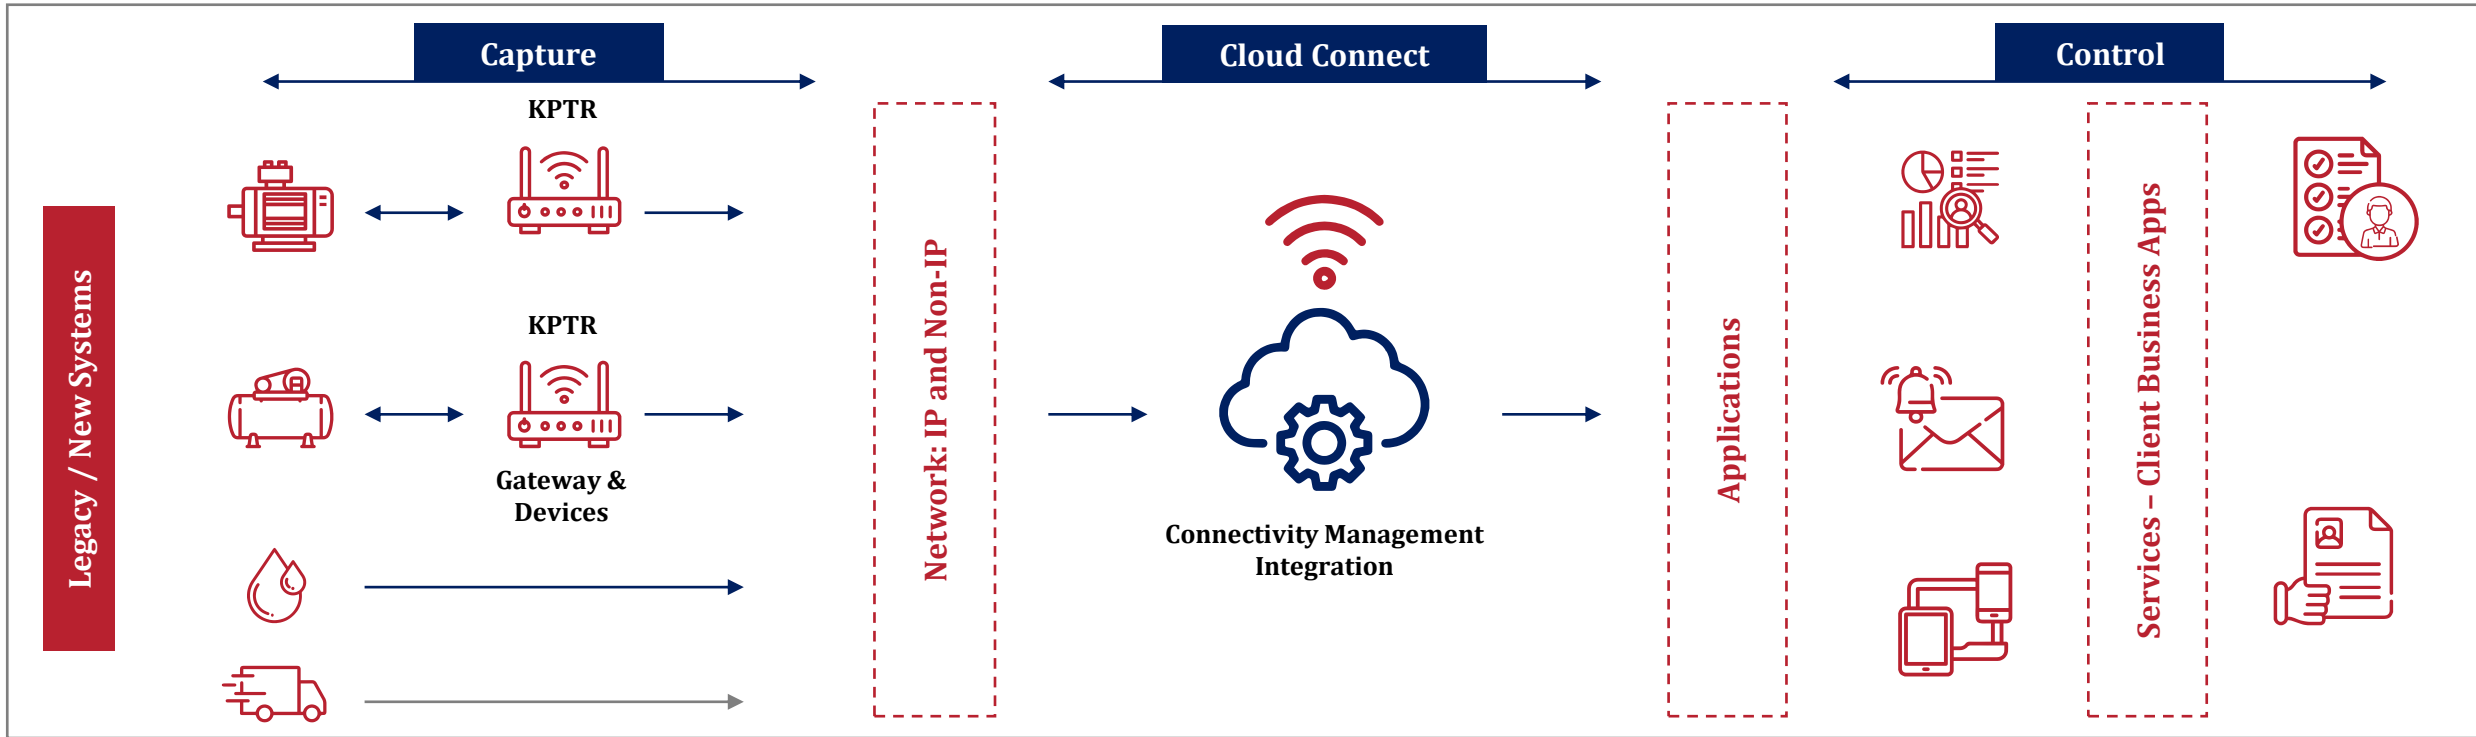 Capture
Cloud Connect
Control
Legacy / New Systems
KPTR
KPTR
Gateway &
Devices
Network: IP and Non-IP
Connectivity Management
Integration
Applications
Services – Client Business Apps